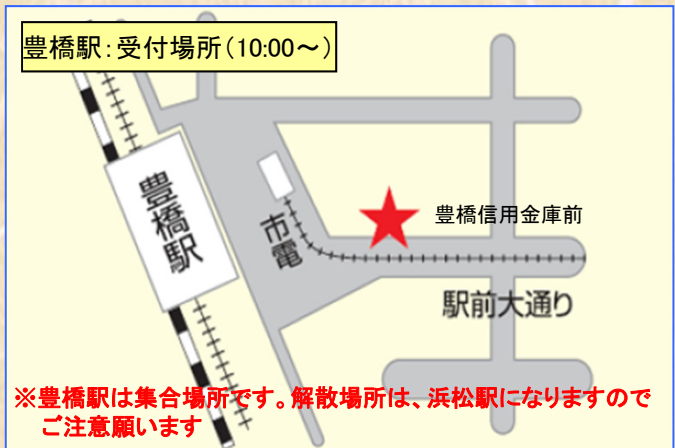 豊橋駅：受付場所（10:00～）
豊橋駅
市電
豊橋信用金庫前
駅前大通り
※豊橋駅は集合場所です。解散場所は、浜松駅になりますので
ご注意願います